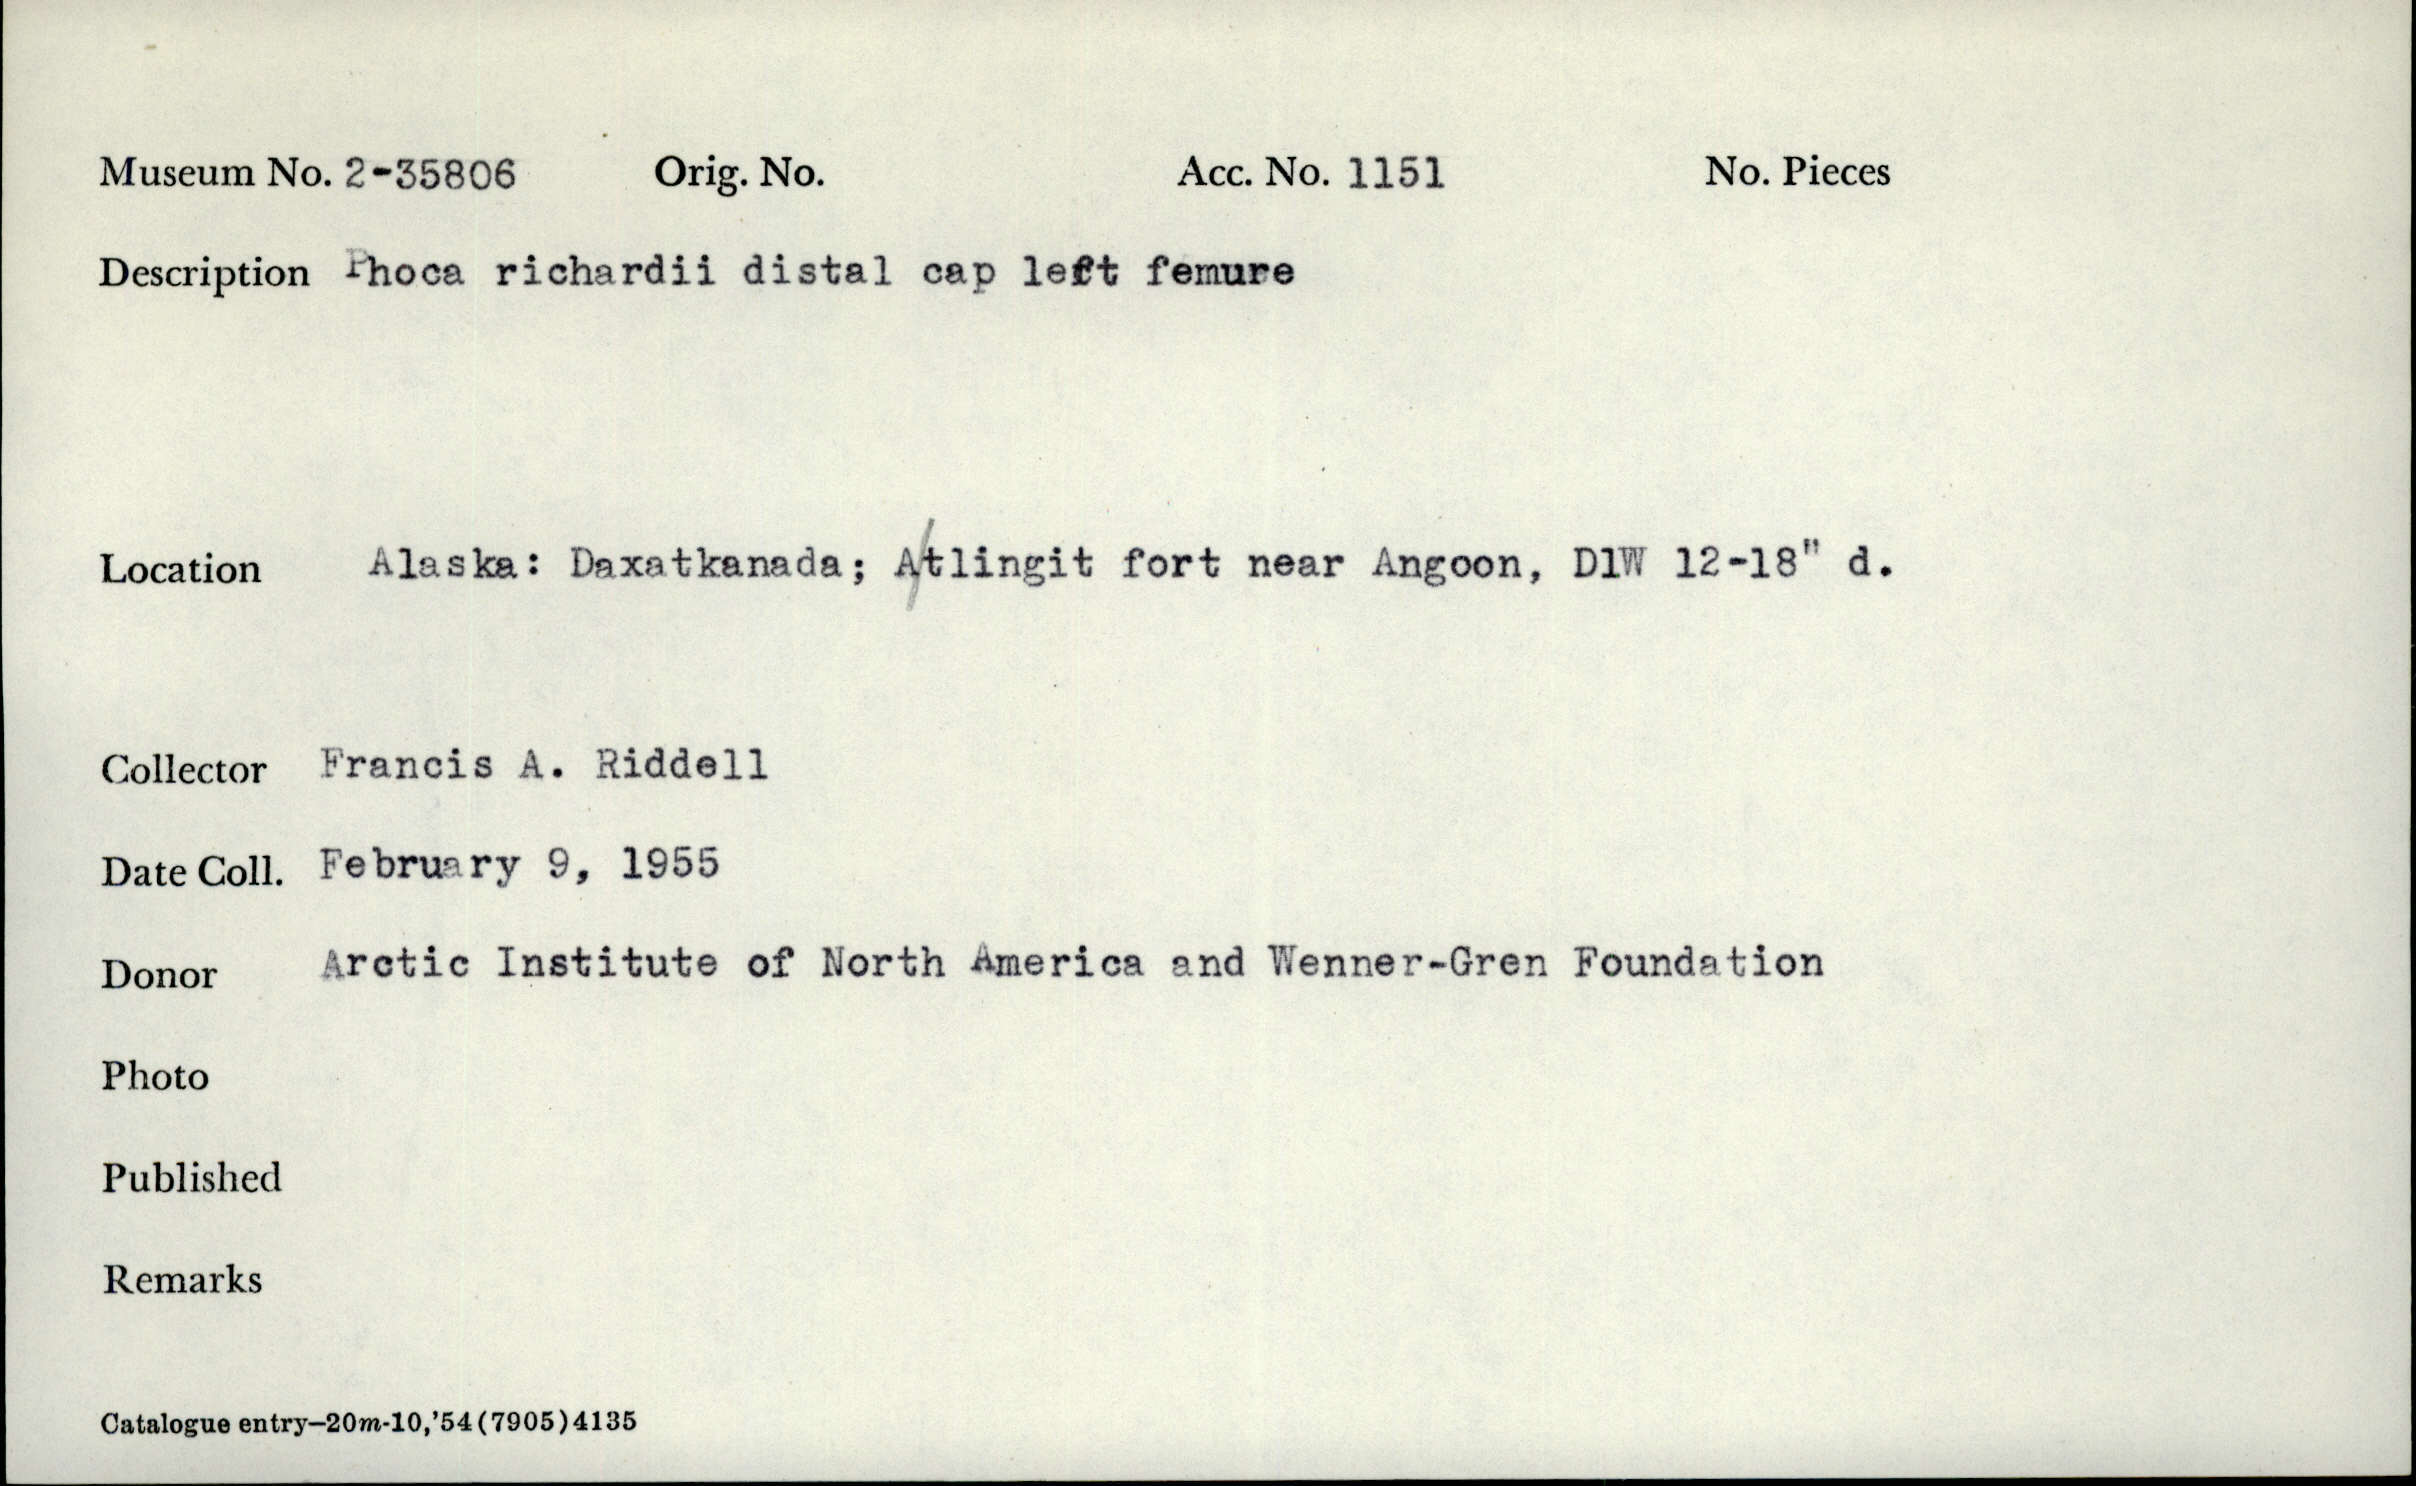 Museum No. 2-35806 Orig. No. Acc. No. 1151 No. Pieces
Description Phoca richardii distal cap left femure
Location Alaska: Daxatkanada; A/tlingit fort near Angoon, D1W 12-18" d.
Collector Francis A. Riddell
Date Coll. February 9, 1955
Donor Arctic Institute of North America and Wenner-Gren Foundation
Photo
Published
Remarks
Catalogue entry—20m-10,'54(7905)4135